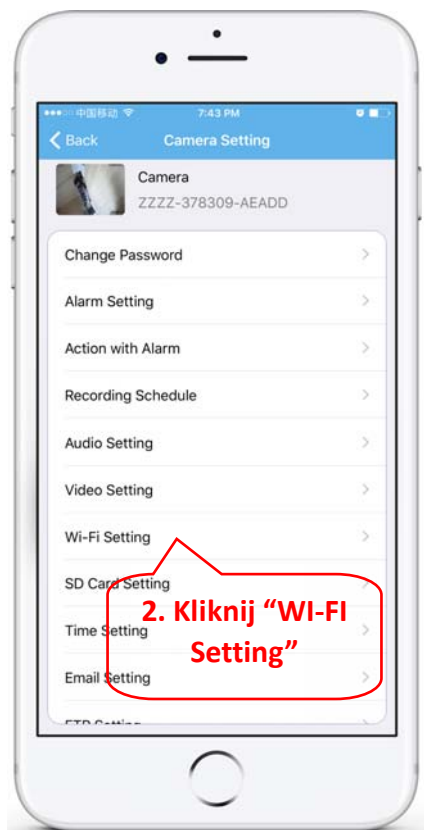 中国移动 7:43 PM
Back Camera Setting
Camera
ZZZZ-378309-AEADD
Change Password
Alarm Setting
Action with Alarm
Recording Schedule
Audio Setting
Video Setting
Wi-Fi Setting
SD Card Setting
2. Kliknij “WI-FI
Setting”
Time Setting
Email Setting
FTP Setting